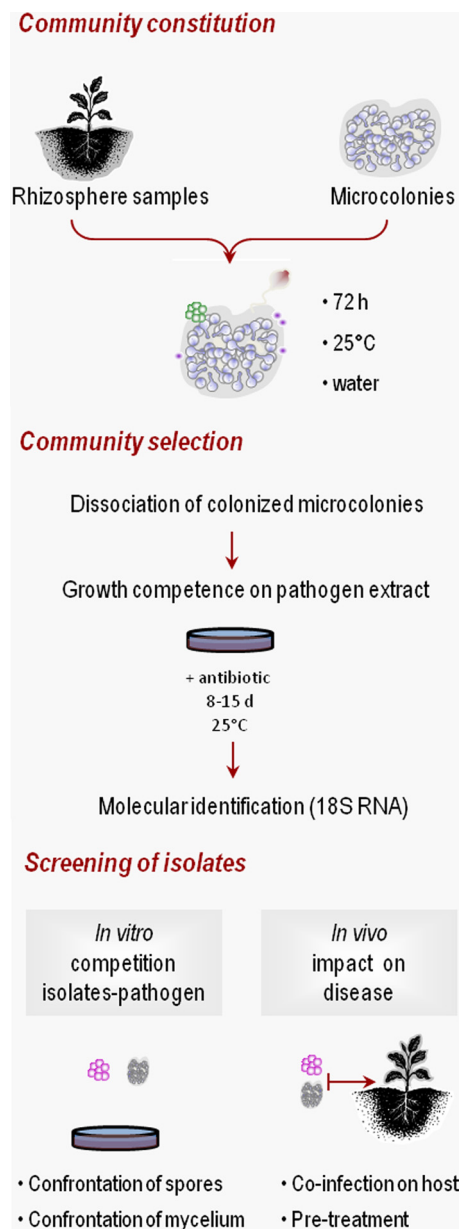 Community constitution
Rhizosphere samples
Microcolonies
• 72 h
• 25°C
• water
Community selection
Dissociation of colonized microcolonies
Growth competence on pathogen extract
+ antibiotic
8-15 d
25°C
Molecular identification (18S RNA)
Screening of isolates
In vitro
competition
isolates-pathogen
In vivo
impact on
disease
• Confrontation of spores
• Confrontation of mycelium
• Co-infection on host
• Pre-treatment